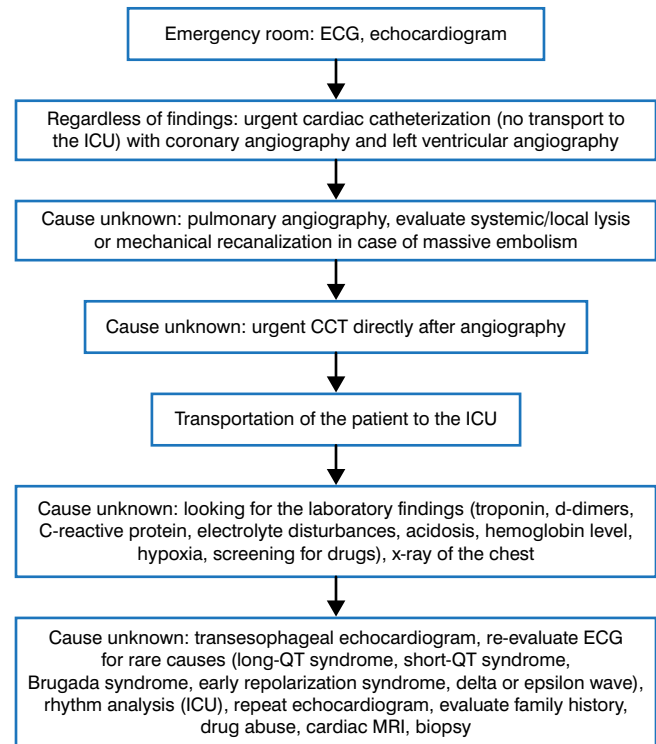 Emergency room: ECG, echocardiogram
Regardless of findings: urgent cardiac catheterization (no transport to
the ICU) with coronary angiography and left ventricular angiography
Cause unknown: pulmonary angiography, evaluate systemic/local lysis
or mechanical recanalization in case of massive embolism
Cause unknown: urgent CCT directly after angiography
Transportation of the patient to the ICU
Cause unknown: looking for the laboratory findings (troponin, d-dimers,
C-reactive protein, electrolyte disturbances, acidosis, hemoglobin level,
hypoxia, screening for drugs), x-ray of the chest
Cause unknown: transesophageal echocardiogram, re-evaluate ECG
for rare causes (long-QT syndrome, short-QT syndrome,
Brugada syndrome, early repolarization syndrome, delta or epsilon wave),
rhythm analysis (ICU), repeat echocardiogram, evaluate family history,
drug abuse, cardiac MRI, biopsy